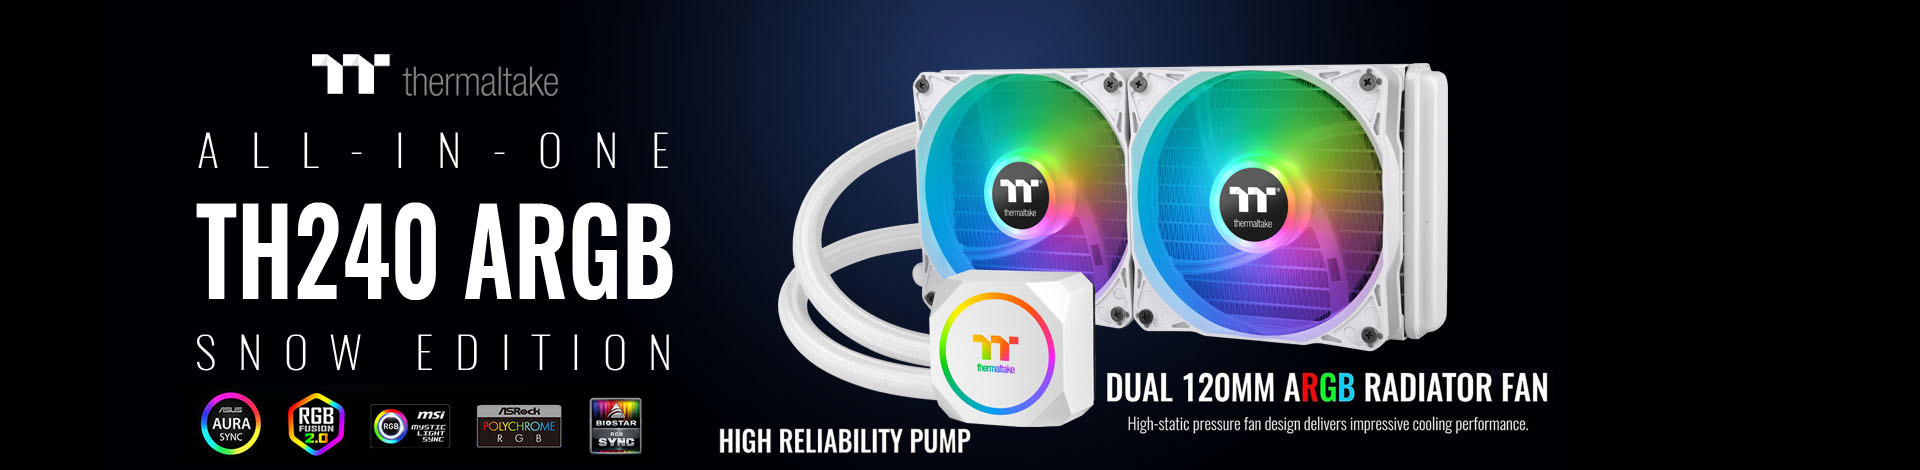 thermaltake
ALL-IN-ONE
TH240 ARGB
SNOW EDITION
ASUS
AURA
SYNC
RGB
FUSION
2.0
RGB
msi
MYSTIC
LIGHT
SYNC
ASRock
POLYCHROME
RGB
BIOSTAR
RGB
SYNC
thermaltake
thermaltake
thermaltake
HIGH RELIABILITY PUMP
DUAL 120MM ARGB RADIATOR FAN
High-static pressure fan design delivers impressive cooling performance.